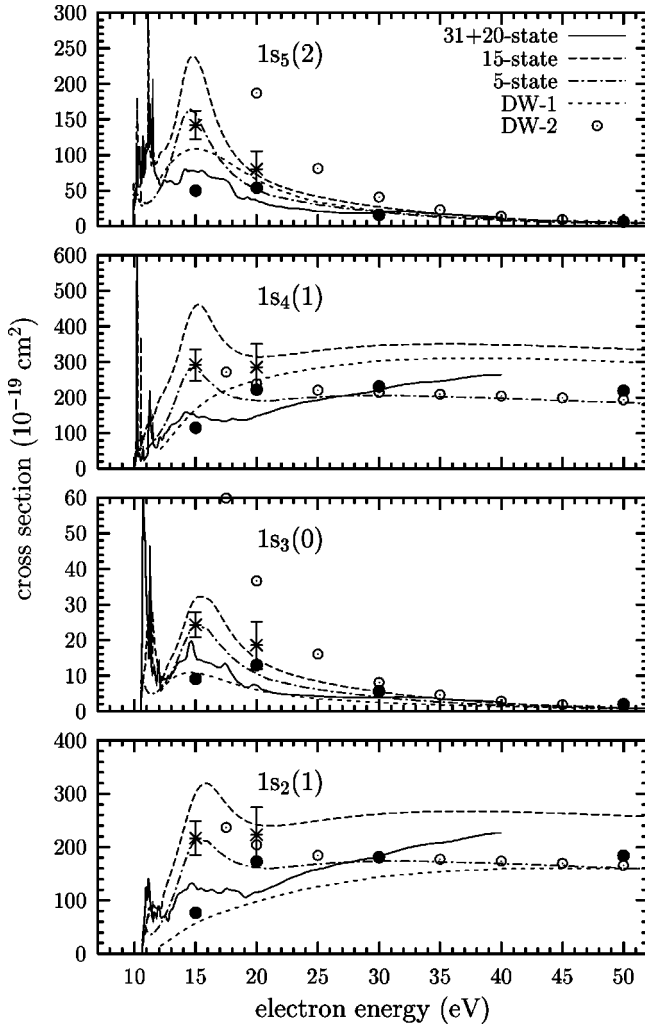 300
250
200
150
100
50
0
1s₅(2)
31+20-state
15-state
5-state
DW-1
DW-2
600
500
400
300
200
100
0
1s₄(1)
60
50
40
30
20
10
0
1s₃(0)
400
300
200
100
0
1s₂(1)
10 15 20 25 30 35 40 45 50
electron energy (eV)
cross section (10⁻¹⁹ cm²)